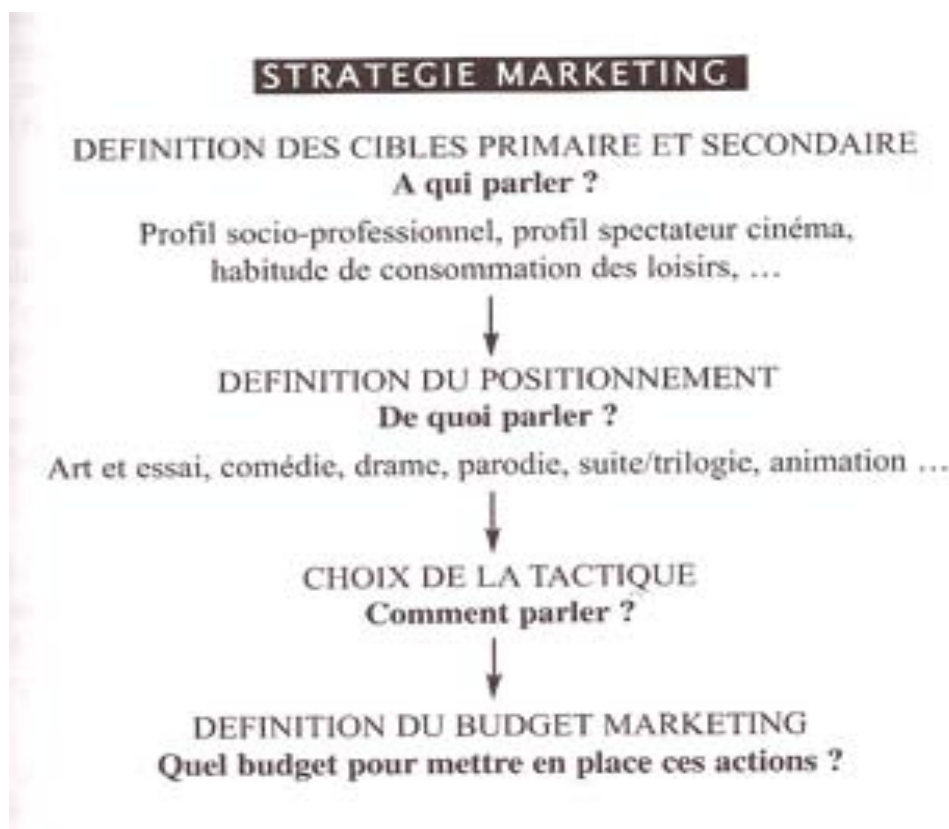 STRATEGIE MARKETING
DEFINITION DES CIBLES PRIMAIRE ET SECONDAIRE
A qui parler ?
Profil socio-professionnel, profil spectateur cinéma,
habitude de consommation des loisirs, ...
DEFINITION DU POSITIONNEMENT
De quoi parler ?
Art et essai, comédie, drame, parodie, suite/trilogie, animation ...
CHOIX DE LA TACTIQUE
Comment parler ?
DEFINITION DU BUDGET MARKETING
Quel budget pour mettre en place ces actions ?